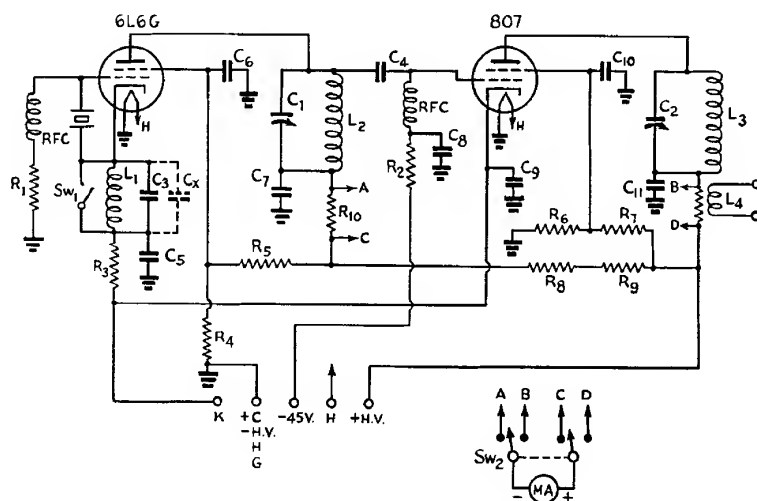 6L6G
807
C6
C4
C10
RFC
H
C1
L2
RFC
H
C2
L3
R1
Sw1
L1
C3
Cx
C7
C8
R2
C9
C11
L4
A
B
R10
C
D
R6
R7
R3
C5
R5
R8
R9
R4
K
+C
-H.V.
H
G
-45V.
H
+H.V.
A B C D
Sw2
- MA +